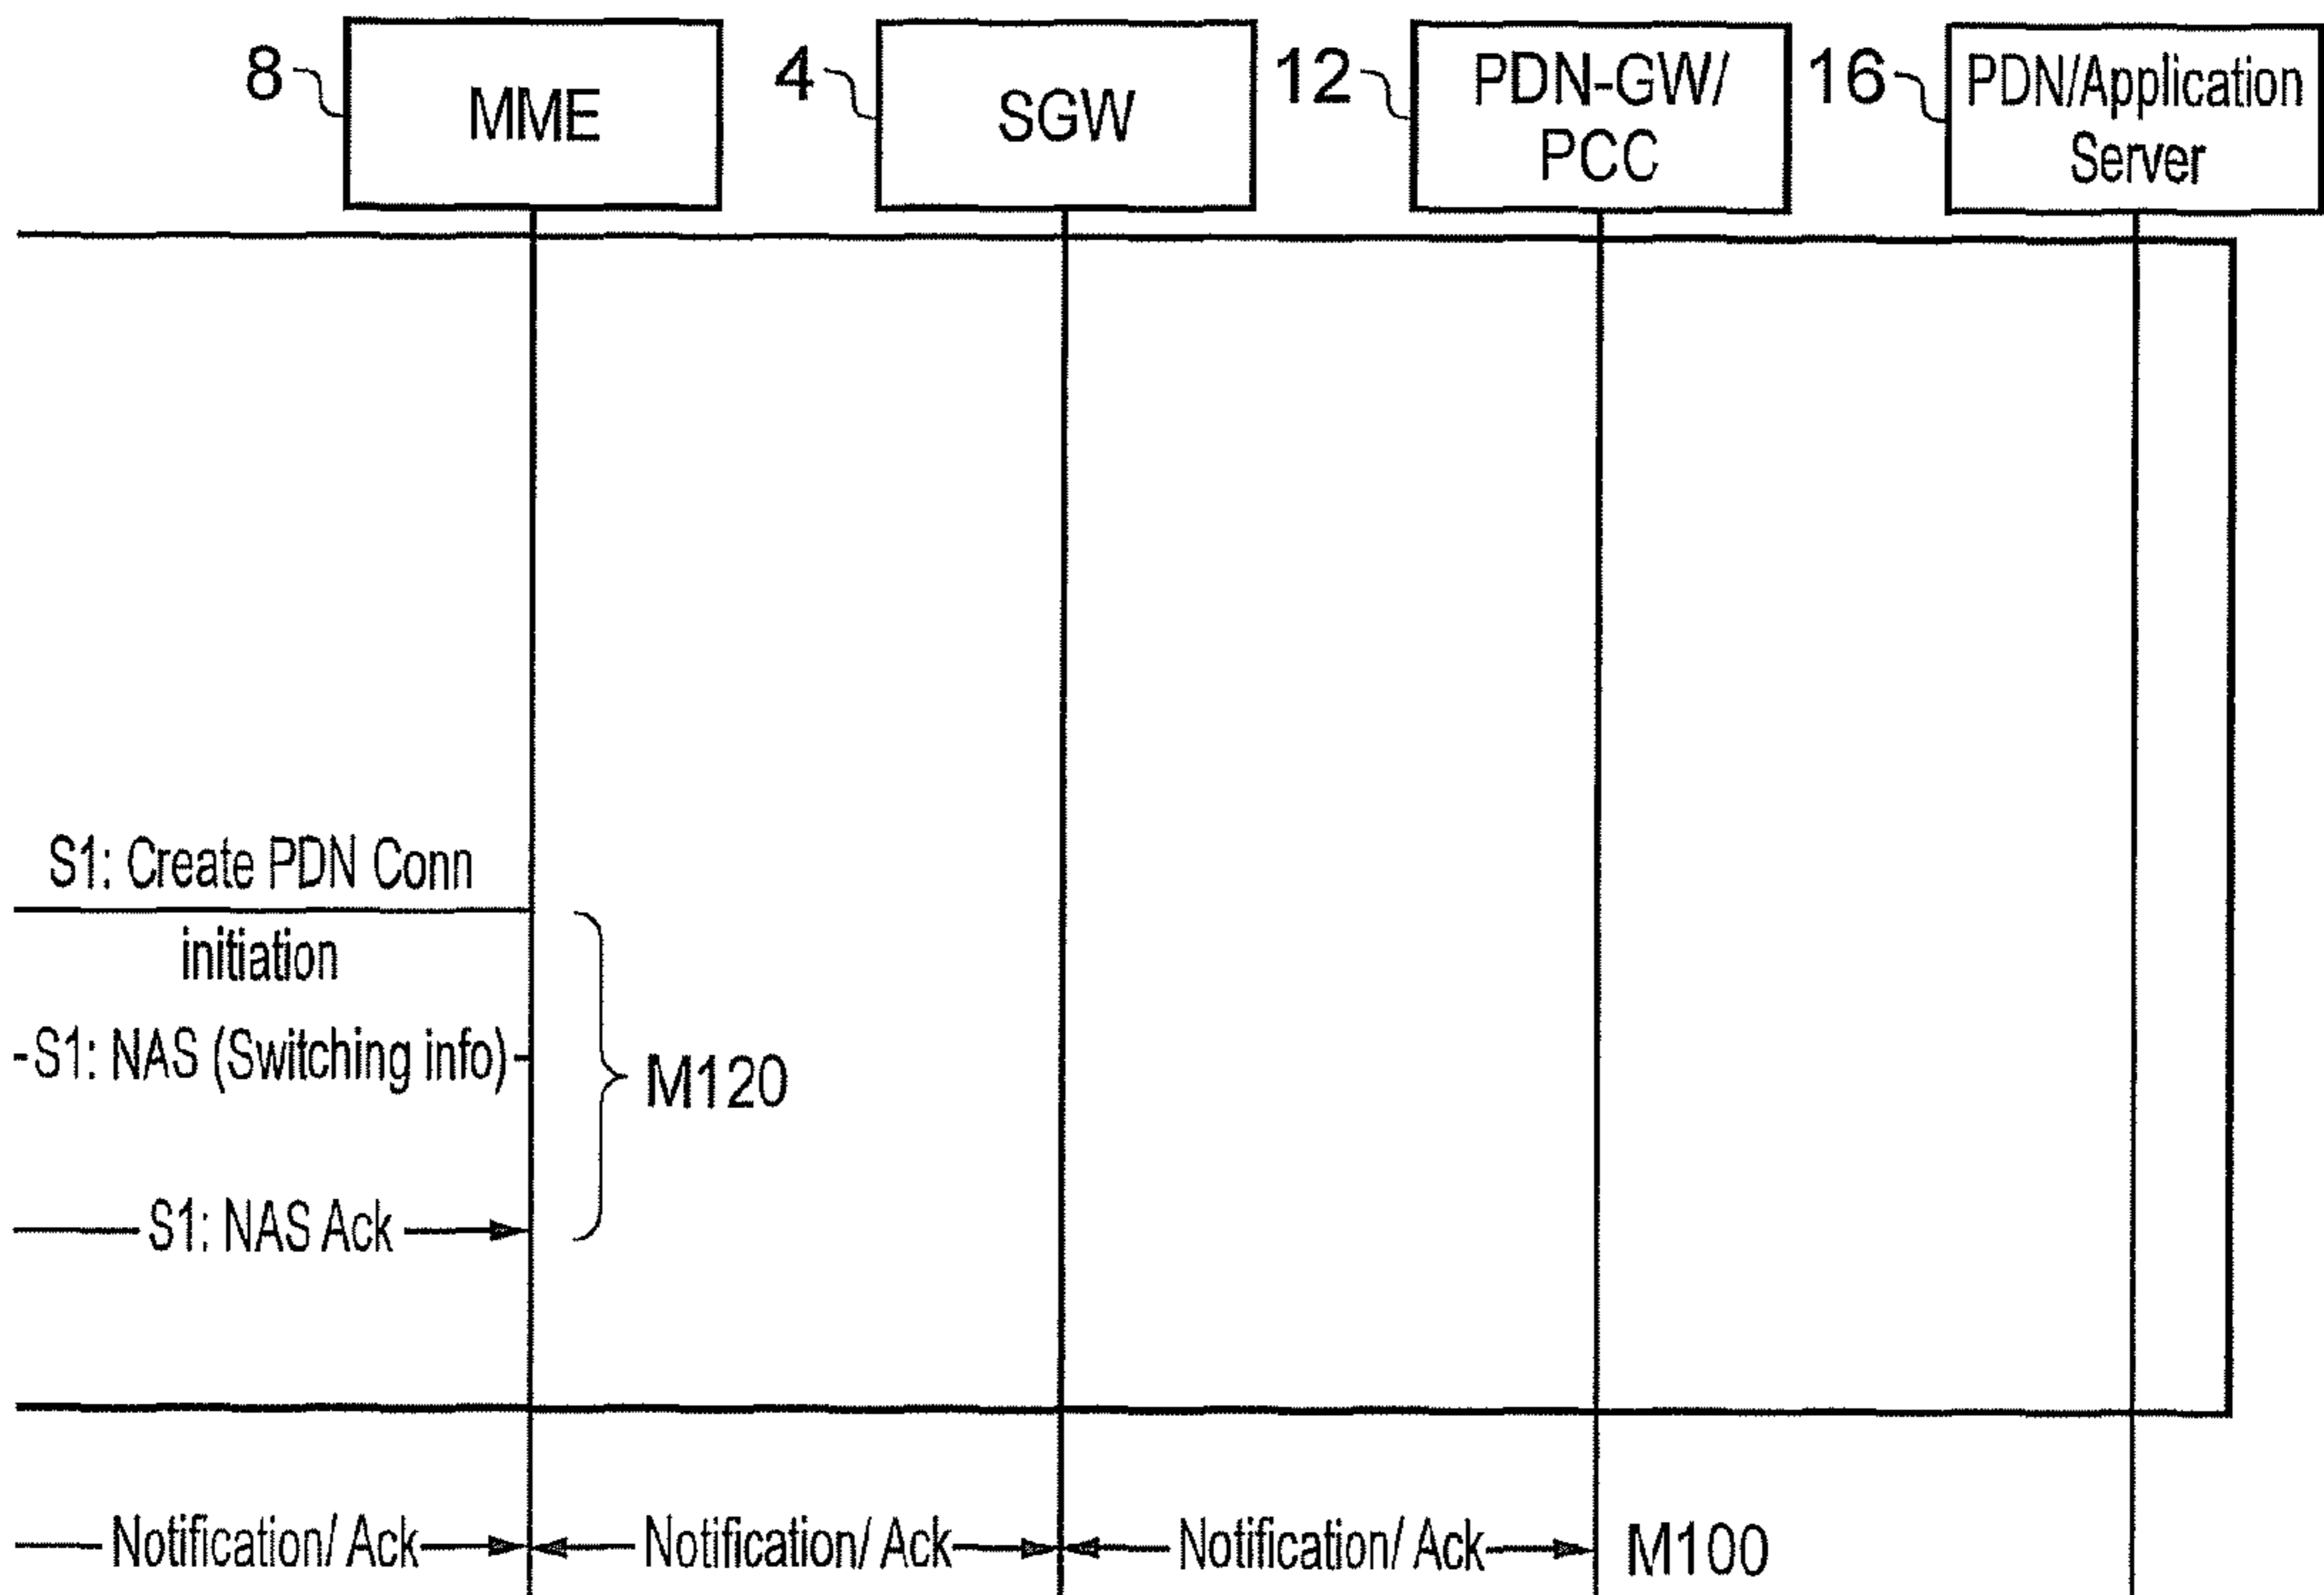 8
MME
4
SGW
12
PDN-GW/
PCC
16
PDN/Application
Server
S1: Create PDN Conn
initiation
S1: NAS (Switching info)
M120
S1: NAS Ack
Notification/ Ack
Notification/ Ack
Notification/ Ack
M100